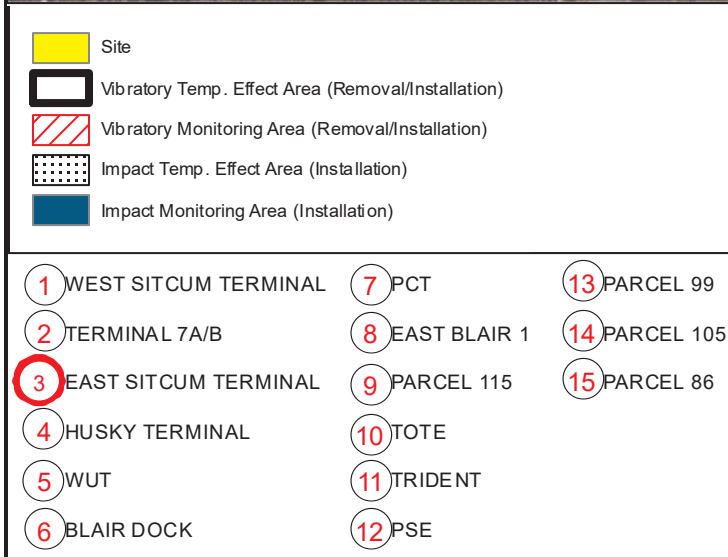 Site
Vibratory Temp. Effect Area (Removal/Installation)
Vibratory Monitoring Area (Removal/Installation)
Impact Temp. Effect Area (Installation)
Impact Monitoring Area (Installation)
1 WEST SITCUM TERMINAL
2 TERMINAL 7A/B
3 EAST SITCUM TERMINAL
4 HUSKY TERMINAL
5 WUT
6 BLAIR DOCK
7 PCT
8 EAST BLAIR 1
9 PARCEL 115
10 TOTE
11 TRIDENT
12 PSE
13 PARCEL 99
14 PARCEL 105
15 PARCEL 86